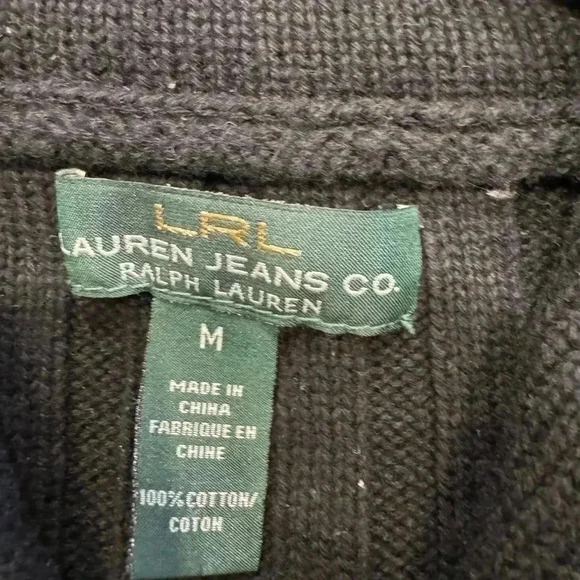 LRL
LAUREN JEANS CO.
RALPH LAUREN
M
MADE IN
CHINA
FABRIQUE EN
CHINE
100% COTTON/
COTON